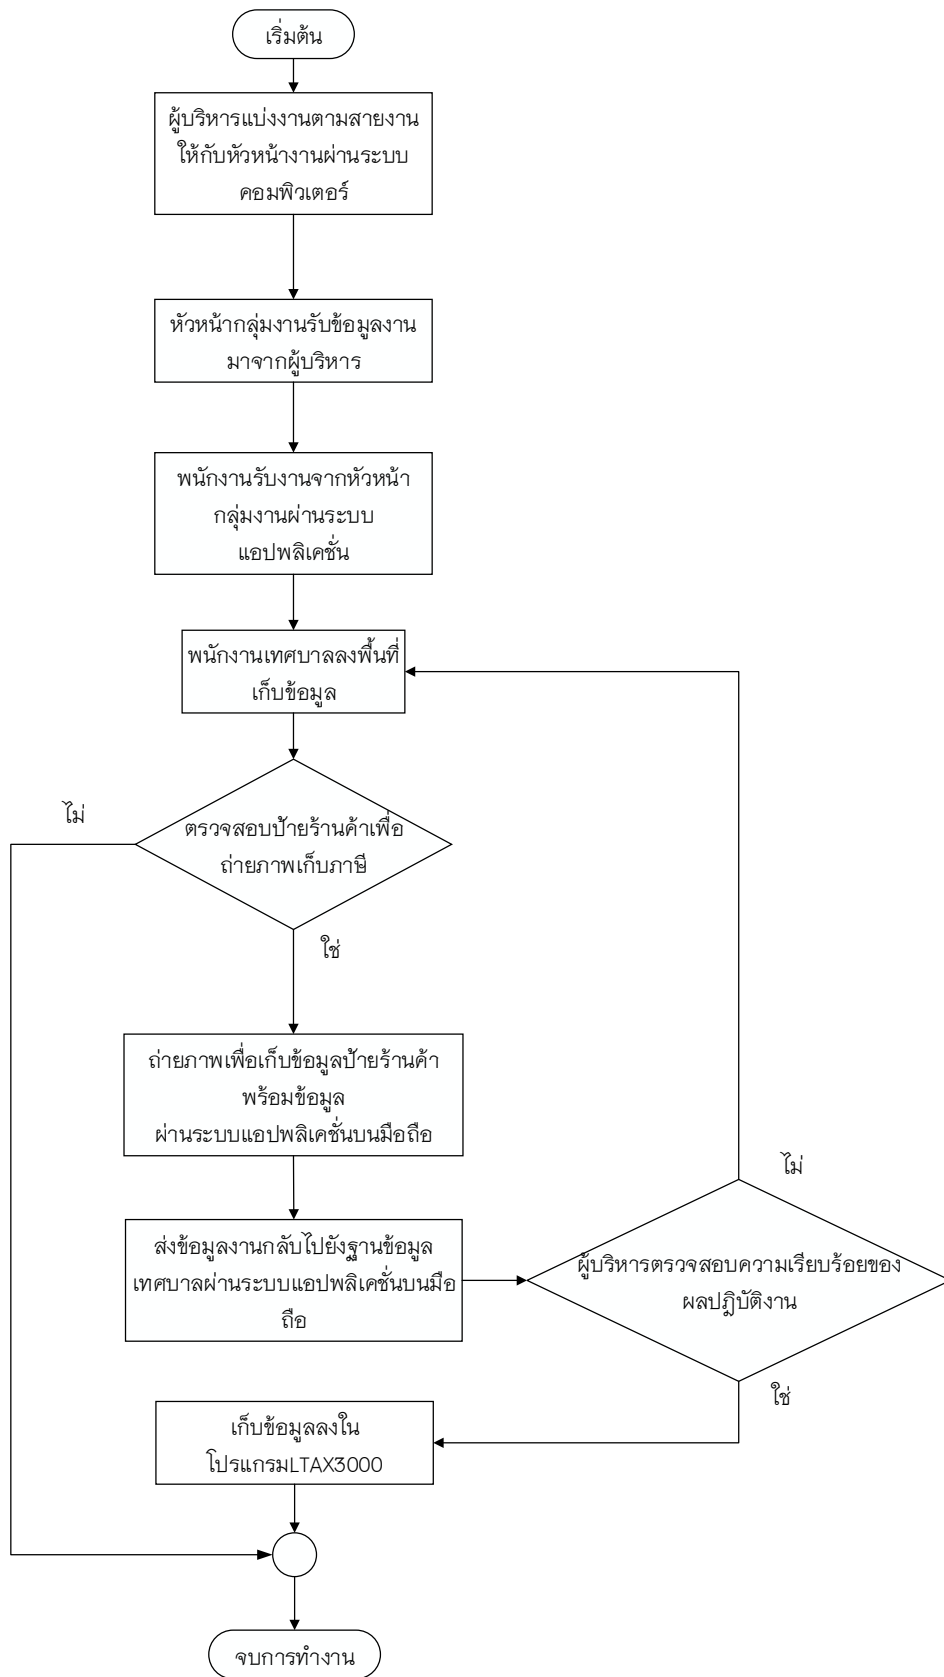 เริ่มต้น
ผู้บริหารแบ่งงานตามสายงาน
ให้กับหัวหน้างานผ่านระบบ
คอมพิวเตอร์
หัวหน้ากลุ่มงานรับข้อมูลงาน
มาจากผู้บริหาร
พนักงานรับงานจากหัวหน้า
กลุ่มงานผ่านระบบ
แอปพลิเคชั่น
พนักงานเทศบาลลงพื้นที่
เก็บข้อมูล
ไม่
ตรวจสอบป้ายร้านค้าเพื่อ
ถ่ายภาพเก็บภาษี
ใช่
ถ่ายภาพเพื่อเก็บข้อมูลป้ายร้านค้า
พร้อมข้อมูล
ผ่านระบบแอปพลิเคชั่นบนมือถือ
ไม่
ส่งข้อมูลงานกลับไปยังฐานข้อมูล
เทศบาลผ่านระบบแอปพลิเคชั่นบนมือ
ถือ
ผู้บริหารตรวจสอบความเรียบร้อยของ
ผลปฎิบัติงาน
ใช่
เก็บข้อมูลลงใน
โปรแกรมLTAX3000
จบการทำงาน